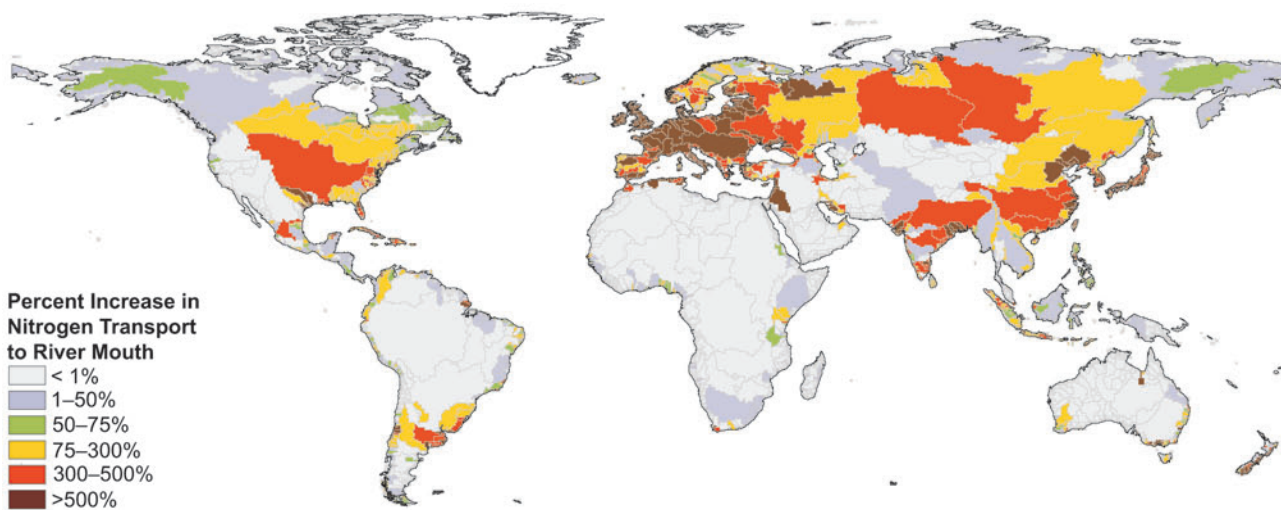 Percent Increase in
Nitrogen Transport
to River Mouth
< 1%
1–50%
50–75%
75–300%
300–500%
>500%